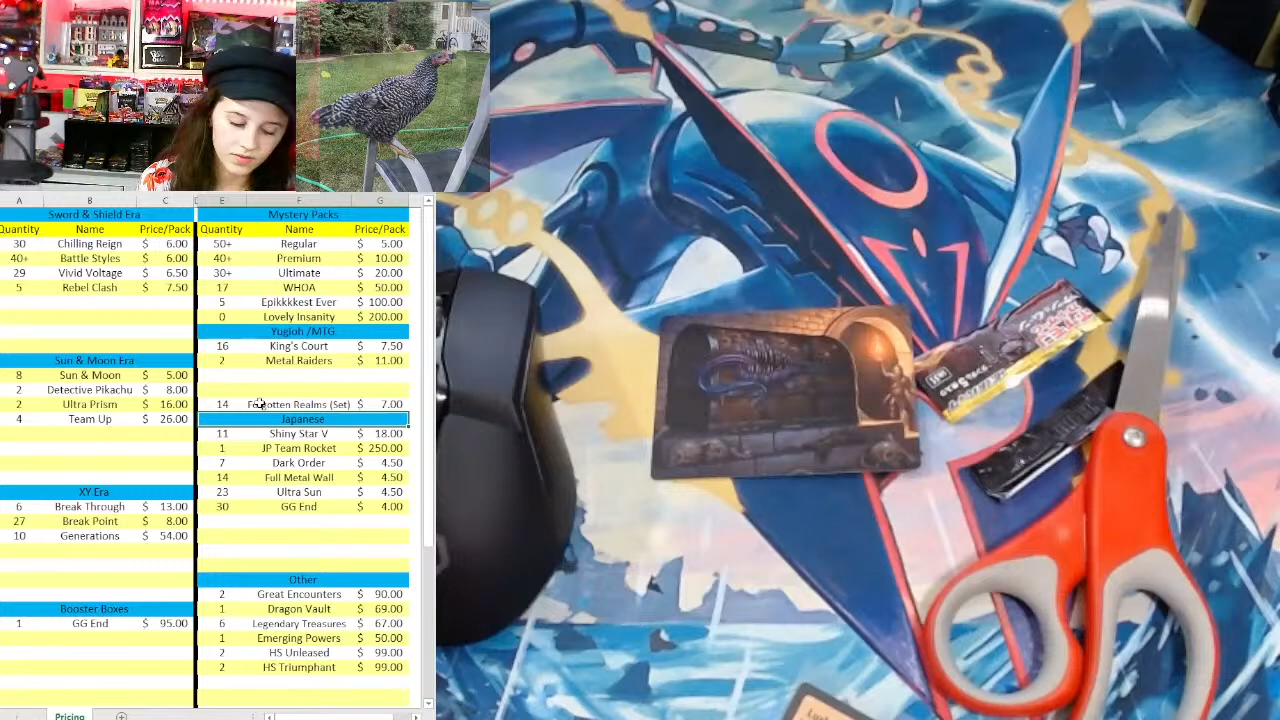 A B C E F G
Sword & Shield Era Mystery Packs
Quantity Name Price/Pack Quantity Name Price/Pack
30 Chilling Reign $ 6.00 50+ Regular $ 5.00
40+ Battle Styles $ 6.00 40+ Premium $ 10.00
29 Vivid Voltage $ 6.50 30+ Ultimate $ 20.00
5 Rebel Clash $ 7.50 17 WHOA $ 50.00
5 Epikkkest Ever $ 100.00
0 Lovely Insanity $ 200.00
Yugioh /MTG
16 King's Court $ 7.50
Sun & Moon Era 2 Metal Raiders $ 11.00
8 Sun & Moon $ 5.00
2 Detective Pikachu $ 8.00
2 Ultra Prism $ 16.00 14 Forgotten Realms (Set) $ 7.00
4 Team Up $ 26.00 Japanese
11 Shiny Star V $ 18.00
1 JP Team Rocket $ 250.00
7 Dark Order $ 4.50
14 Full Metal Wall $ 4.50
XY Era 23 Ultra Sun $ 4.50
6 Break Through $ 13.00 30 GG End $ 4.00
27 Break Point $ 8.00
10 Generations $ 54.00
Other
2 Great Encounters $ 90.00
Booster Boxes 1 Dragon Vault $ 69.00
1 GG End $ 95.00 6 Legendary Treasures $ 67.00
1 Emerging Powers $ 50.00
2 HS Unleased $ 99.00
2 HS Triumphant $ 99.00
Pricing